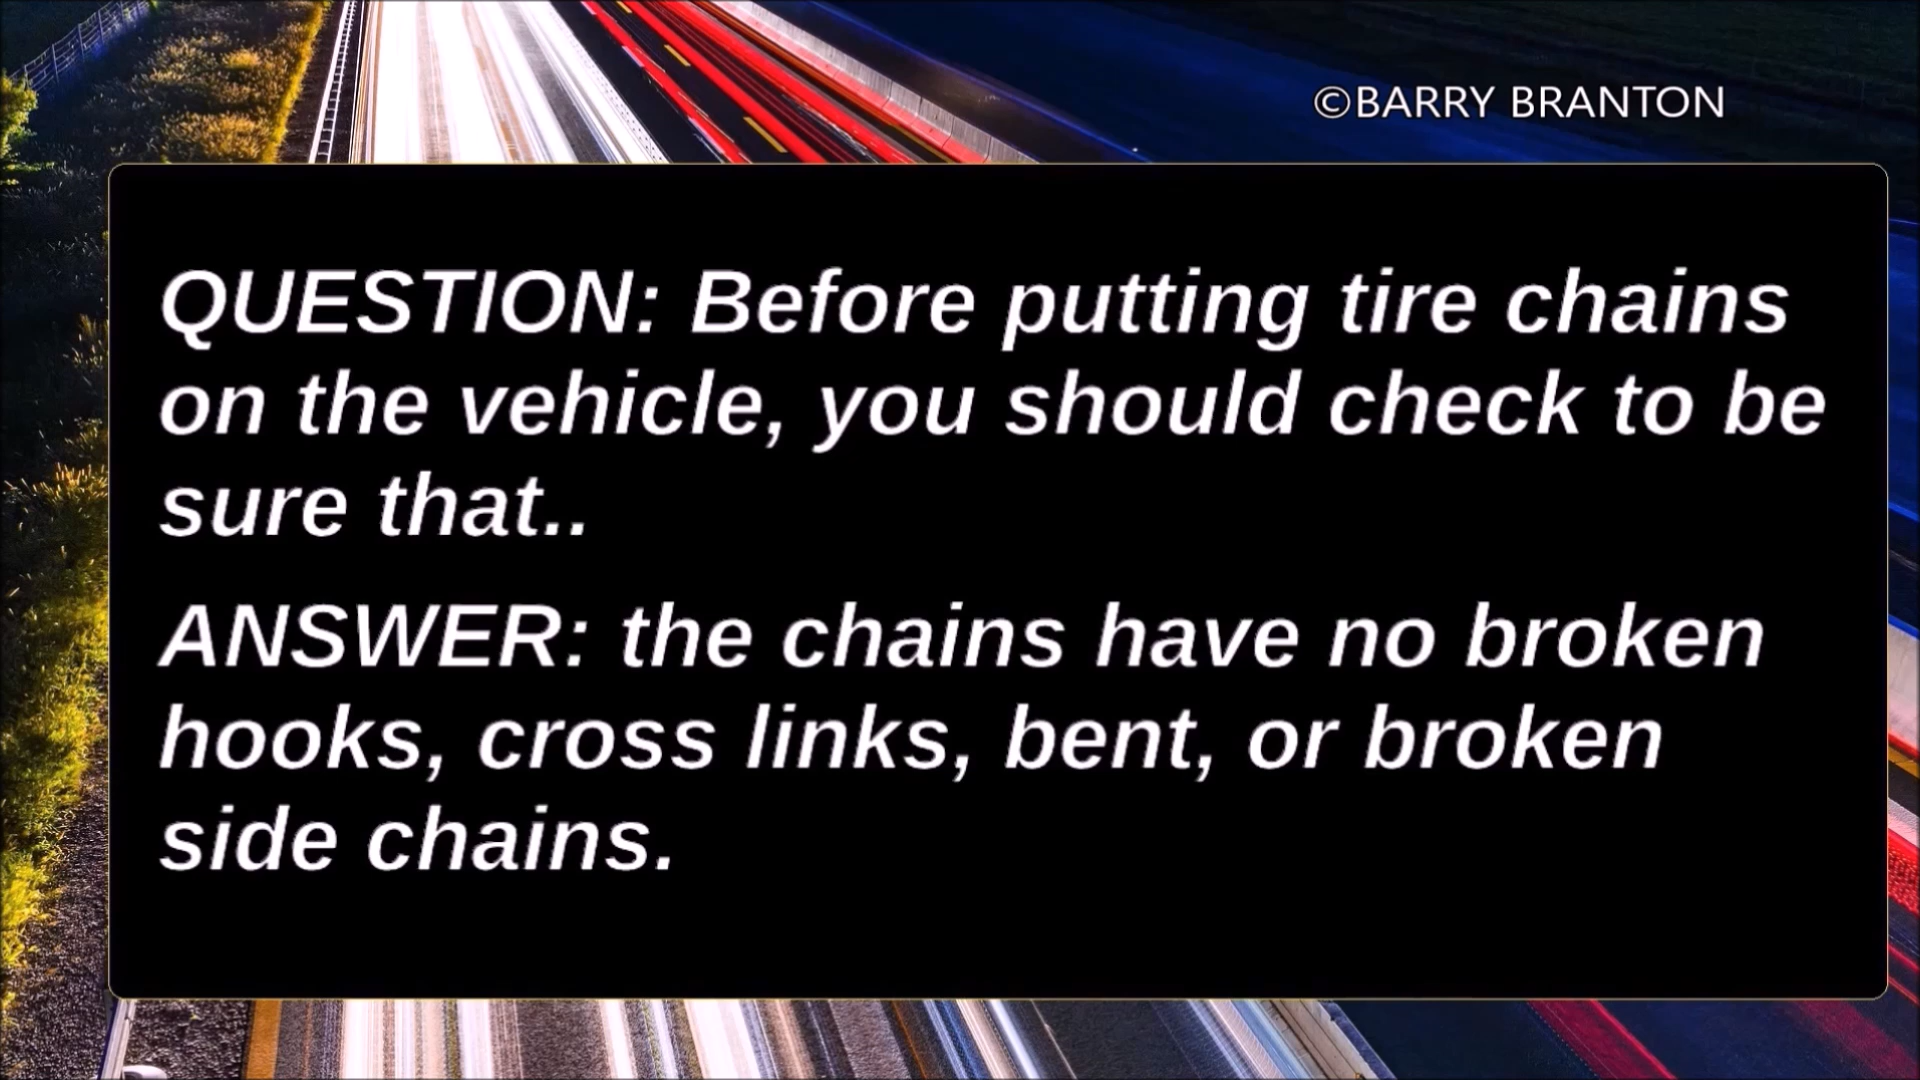 ©BARRY BRANTON
QUESTION: Before putting tire chains
on the vehicle, you should check to be
sure that..
ANSWER: the chains have no broken
hooks, cross links, bent, or broken
side chains.